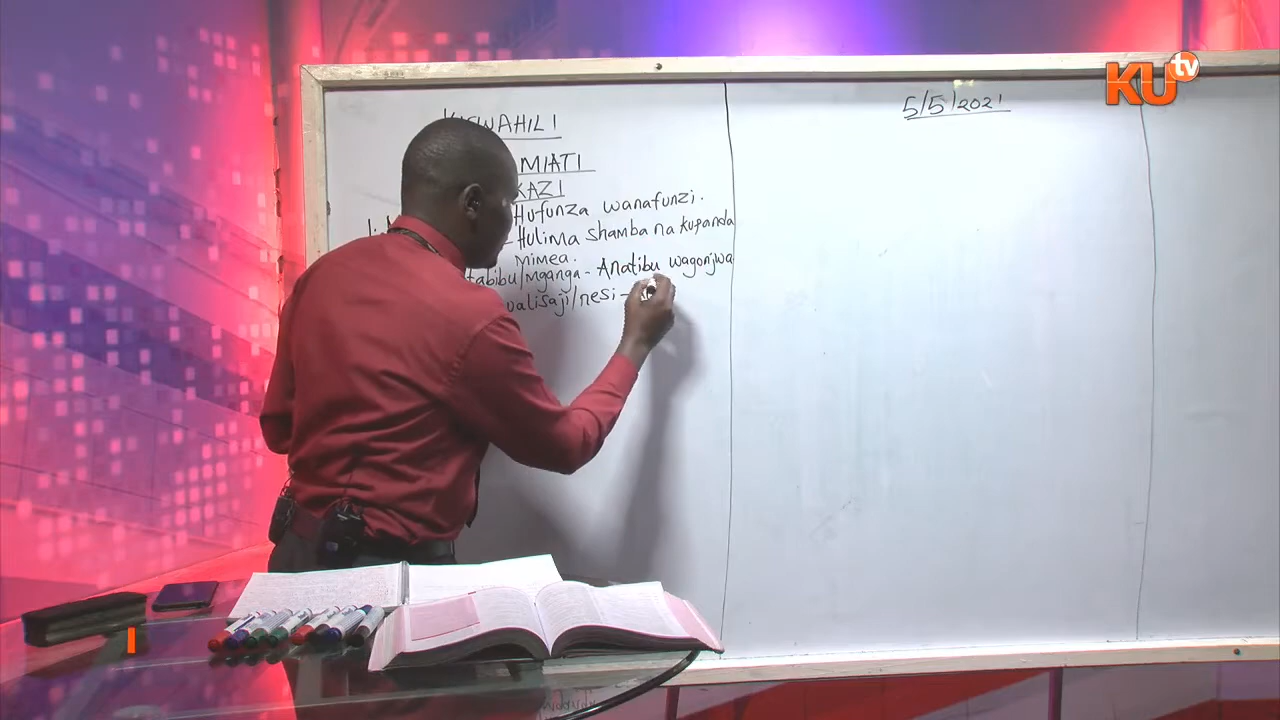 KISWAHILI
5/5/2021
MIATI
KAZI
Hufunza wanafunzi.
- Hulima shamba na kupanda
mimea.
tabibu/mganga - Anatibu wagonjwa
ualisaji/nesi -
KU tv